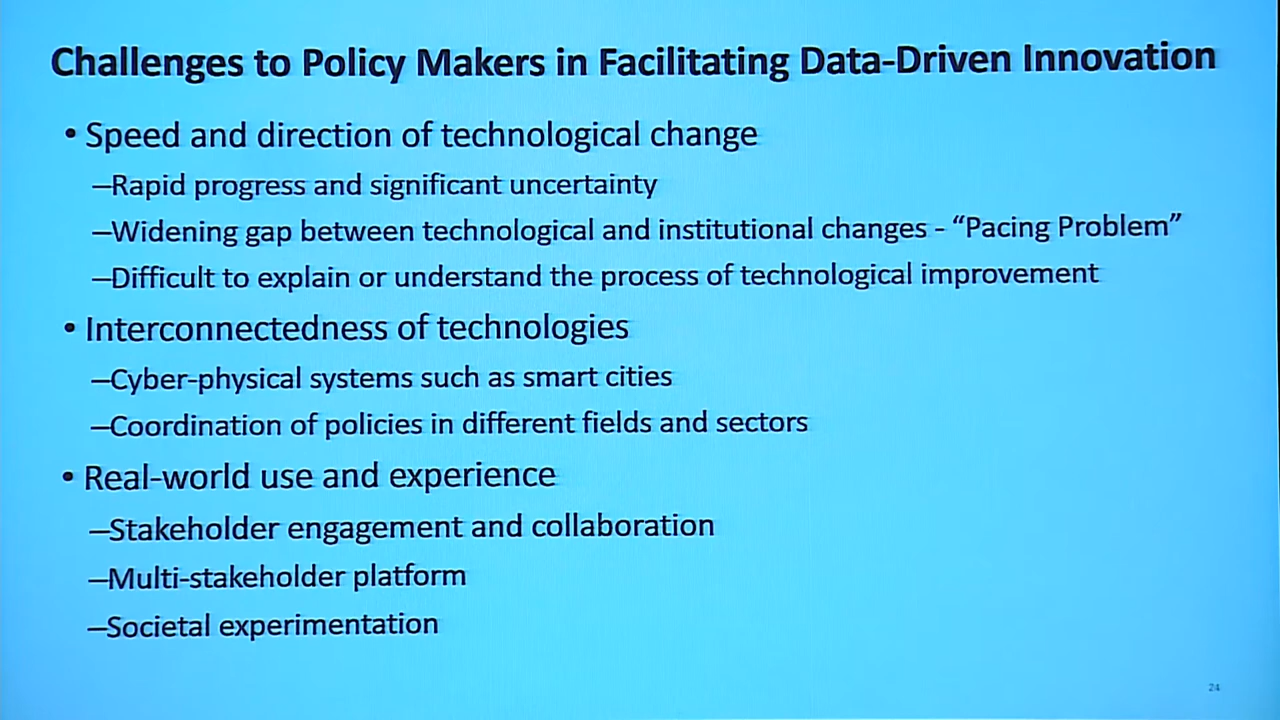 Challenges to Policy Makers in Facilitating Data-Driven Innovation
• Speed and direction of technological change
–Rapid progress and significant uncertainty
–Widening gap between technological and institutional changes - “Pacing Problem”
–Difficult to explain or understand the process of technological improvement
• Interconnectedness of technologies
–Cyber-physical systems such as smart cities
–Coordination of policies in different fields and sectors
• Real-world use and experience
–Stakeholder engagement and collaboration
–Multi-stakeholder platform
–Societal experimentation
24